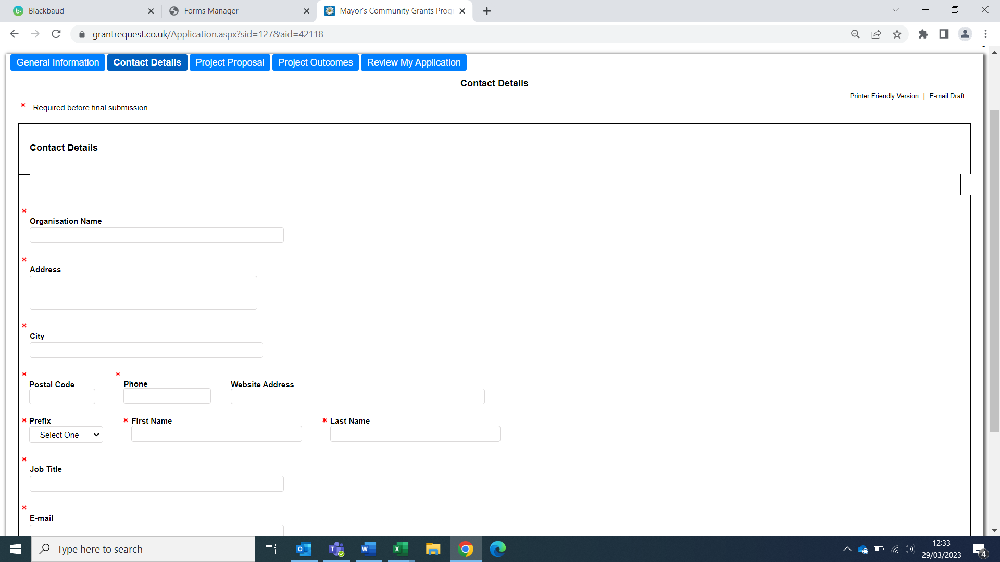 Blackbaud
Forms Manager
Mayor's Community Grants Prog
grantrequest.co.uk/Application.aspx?sid=127&aid=42118
General Information
Contact Details
Project Proposal
Project Outcomes
Review My Application
Contact Details
Printer Friendly Version | E-mail Draft
* Required before final submission
Contact Details
*
Organisation Name
*
Address
*
City
* *
Postal Code Phone Website Address
* Prefix * First Name * Last Name
- Select One -
*
Job Title
*
E-mail
Type here to search
12:33
29/03/2023
4